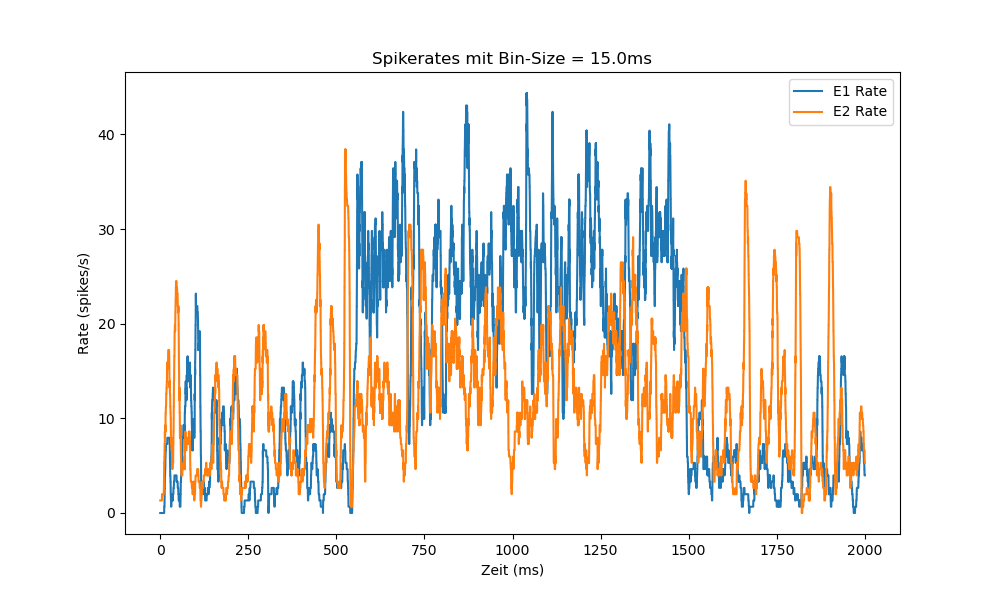 Spikerates mit Bin-Size = 15.0ms
E1 Rate
E2 Rate
Rate (spikes/s)
40
30
20
10
0
0 250 500 750 1000 1250 1500 1750 2000
Zeit (ms)